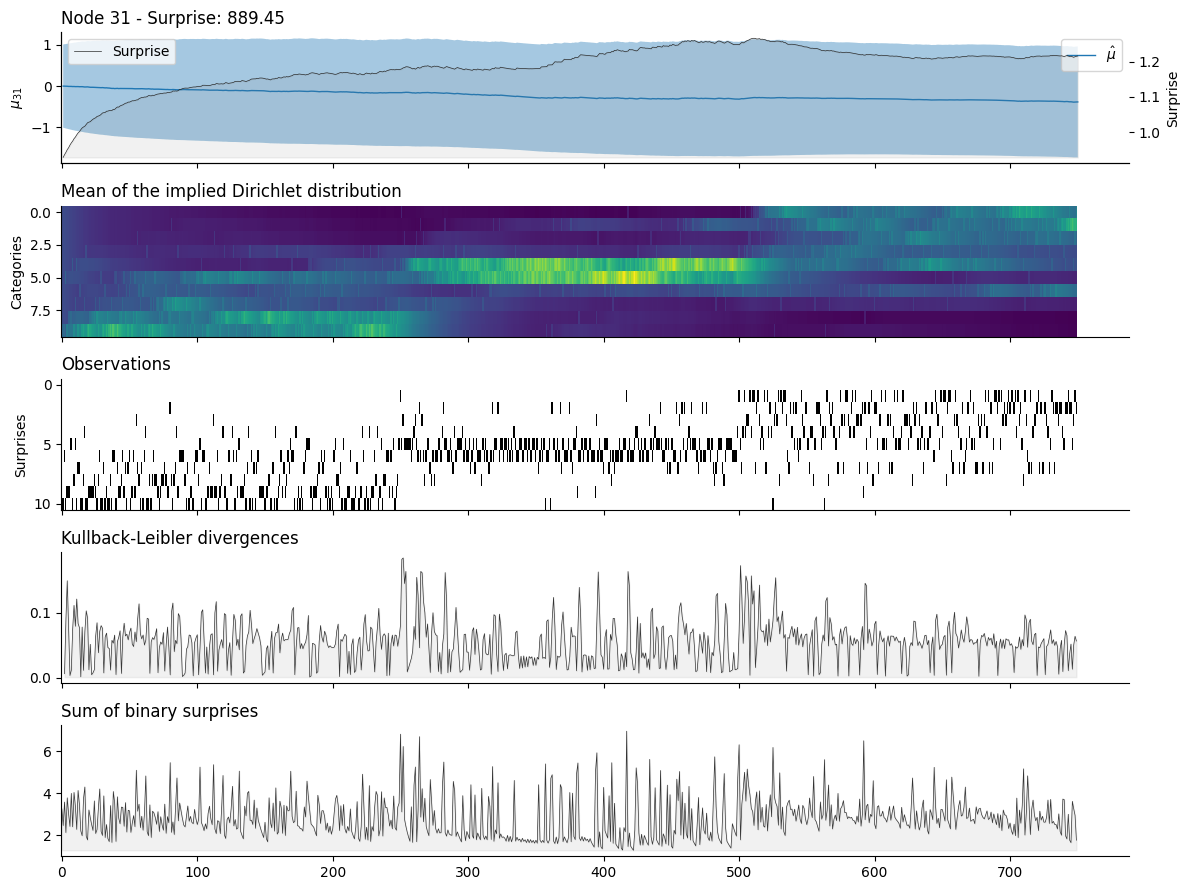 Node 31 - Surprise: 889.45
1
0
−1
μ31
Surprise
μ̂
1.2
1.1
1.0
Surprise
Mean of the implied Dirichlet distribution
0.0
2.5
5.0
7.5
Categories
Observations
0
5
10
Surprises
Kullback-Leibler divergences
0.1
0.0
Sum of binary surprises
6
4
2
0 100 200 300 400 500 600 700